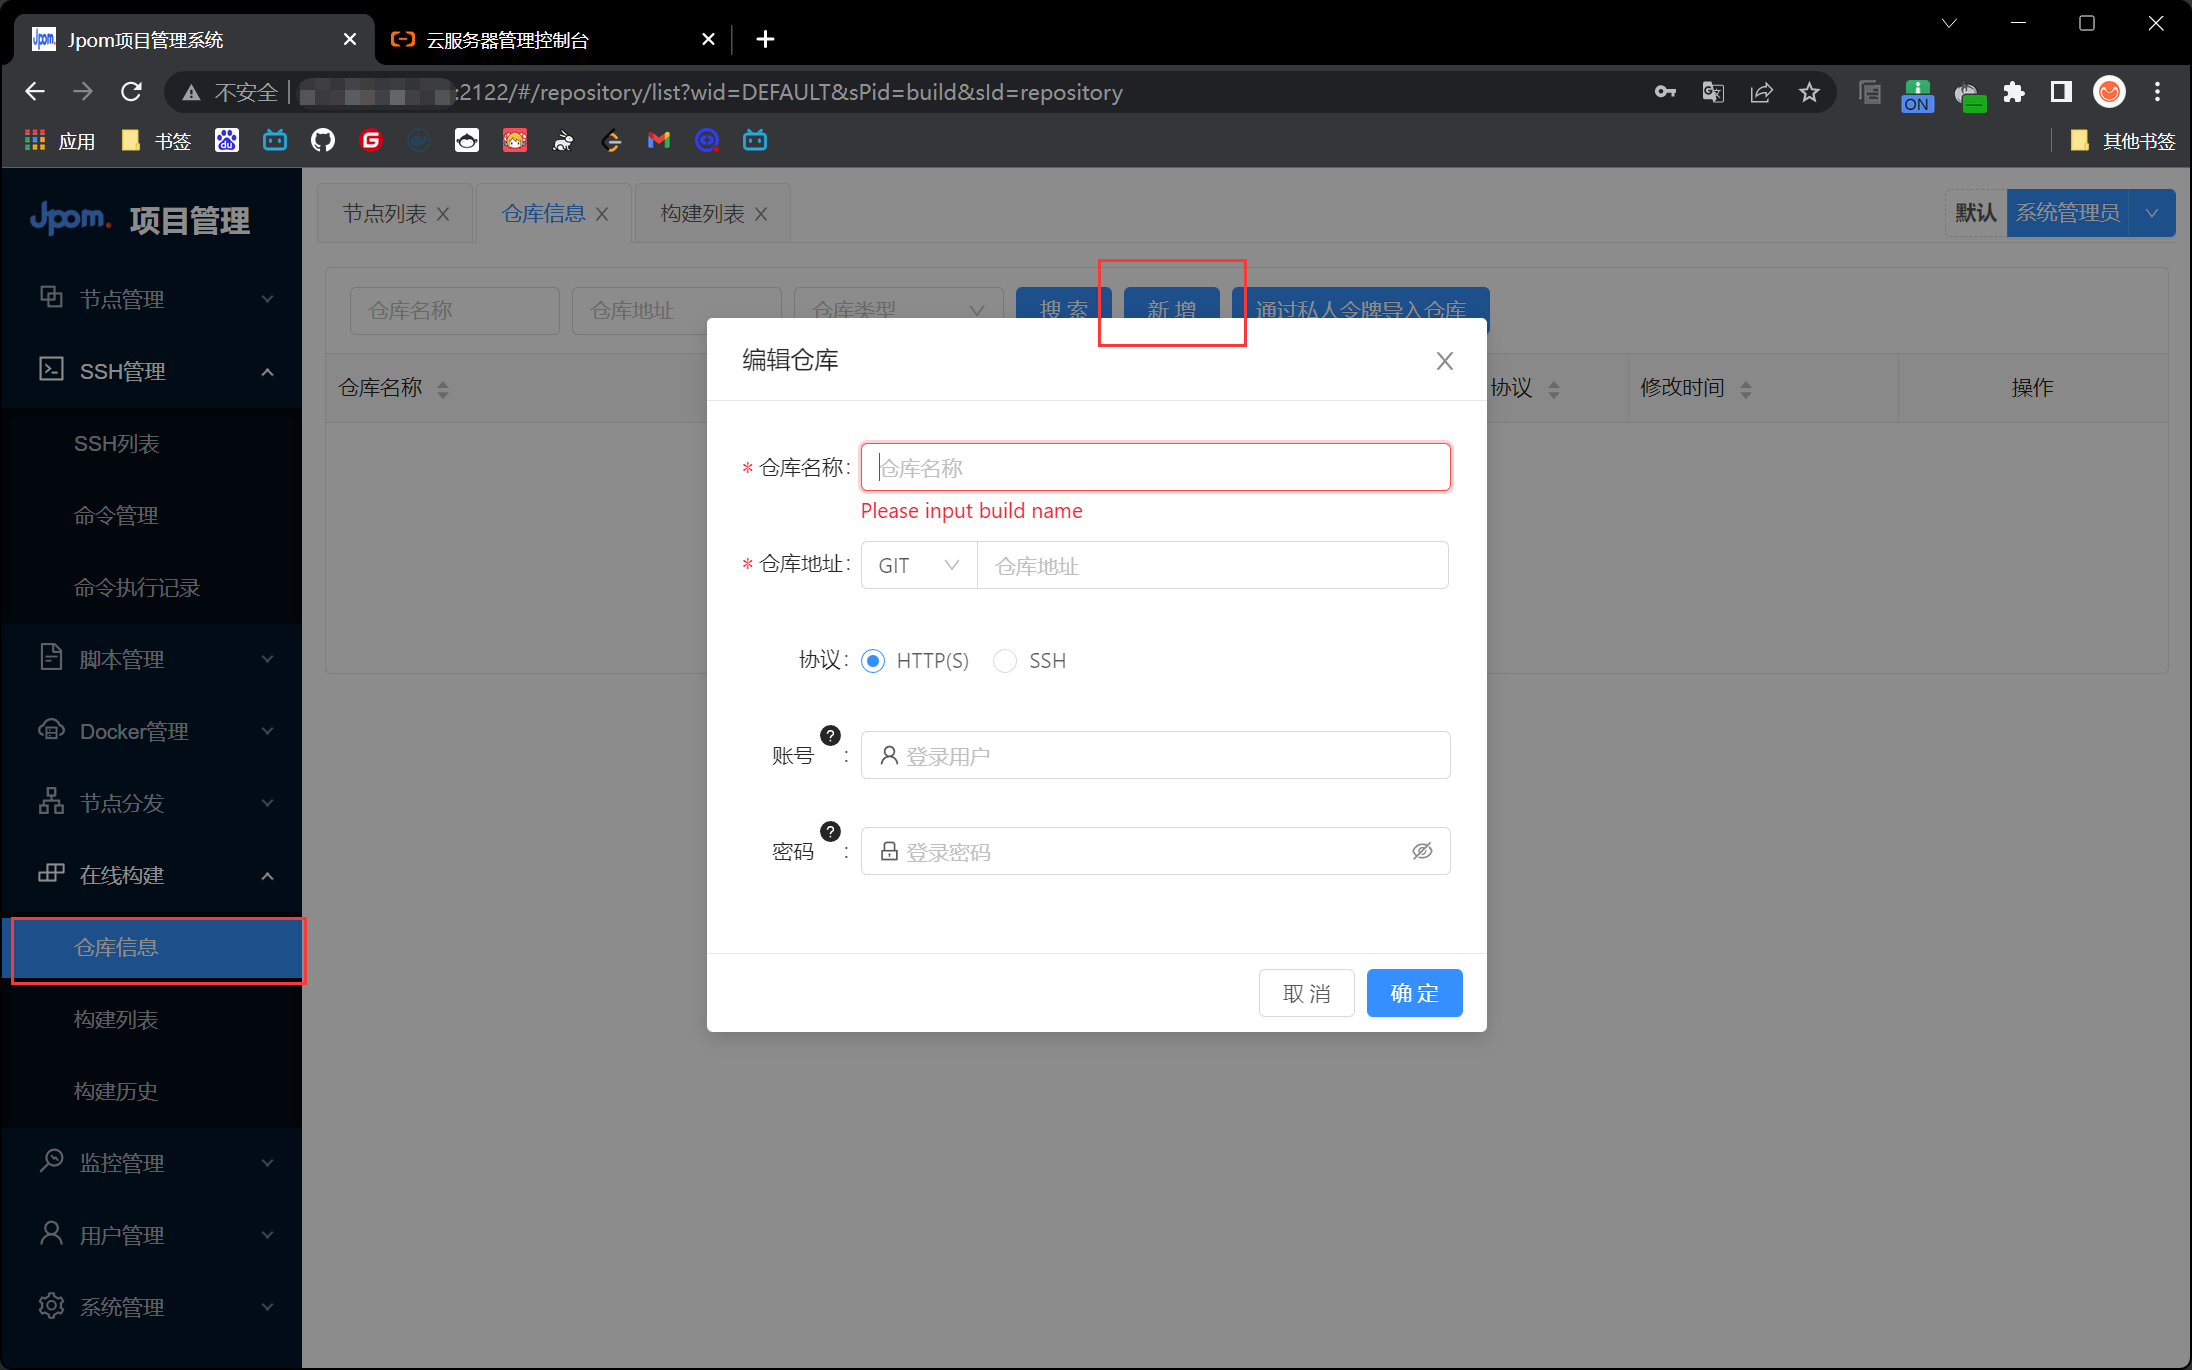 Jpom项目管理系统
云服务器管理控制台
不安全
:2122/#/repository/list?wid=DEFAULT&sPid=build&sId=repository
ON
应用
书签
du
其他书签
Jpom. 项目管理
节点列表
仓库信息
构建列表
默认
系统管理员
节点管理
仓库名称
仓库地址
仓库类型
搜 索
新 增
通过私人令牌导入仓库
SSH管理
仓库名称
协议
修改时间
操作
SSH列表
命令管理
命令执行记录
脚本管理
Docker管理
节点分发
在线构建
仓库信息
构建列表
构建历史
监控管理
用户管理
系统管理
编辑仓库
* 仓库名称:
仓库名称
Please input build name
* 仓库地址:
GIT
仓库地址
协议:
HTTP(S)
SSH
账号 ? :
登录用户
密码 ? :
登录密码
取 消
确 定